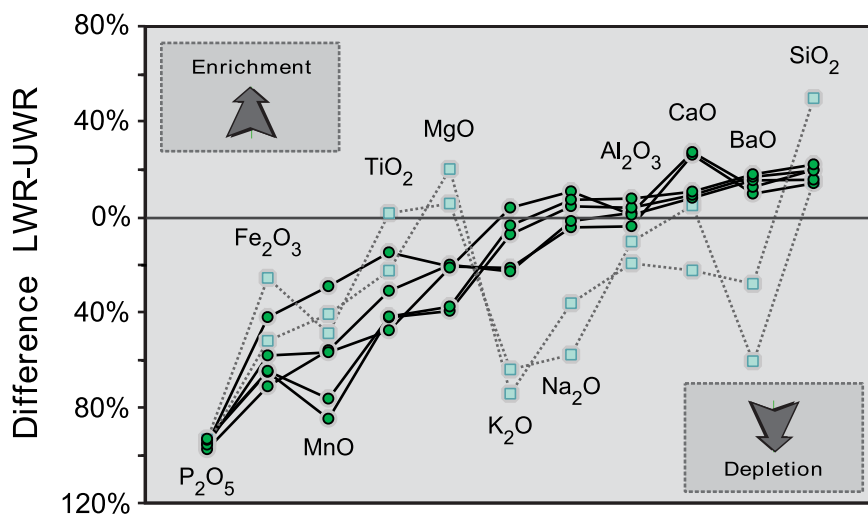 80%
40%
0%
40%
80%
120%
Difference LWR-UWR
Enrichment
SiO₂
MgO
CaO
TiO₂
Al₂O₃
BaO
Fe₂O₃
Na₂O
K₂O
MnO
P₂O₅
Depletion